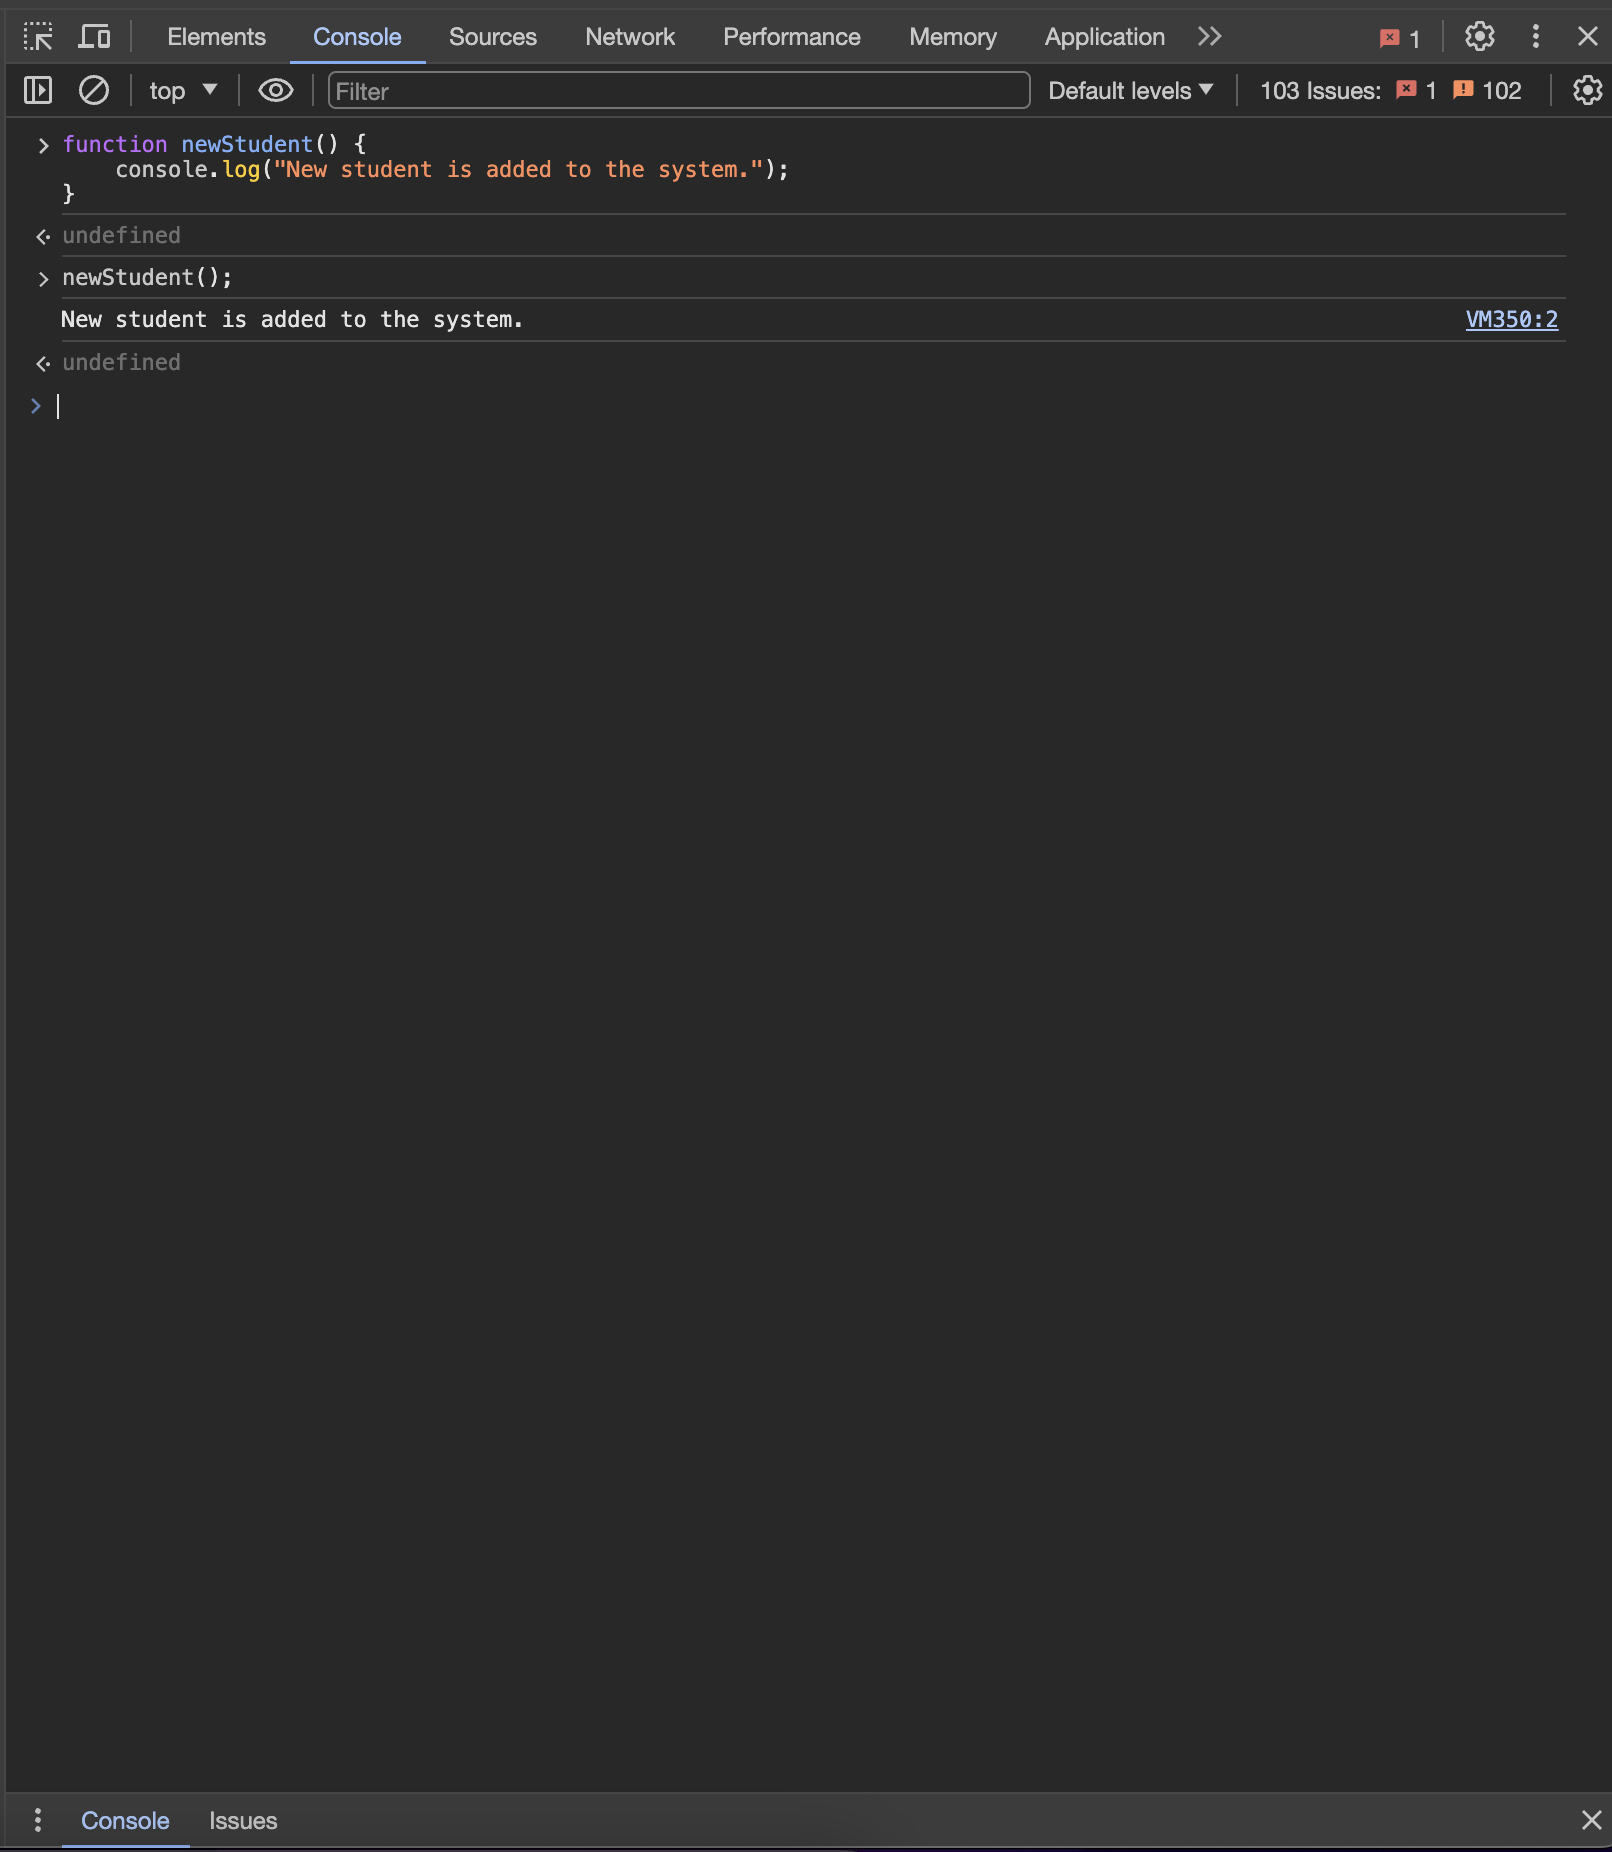 Elements Console Sources Network Performance Memory Application 1
top Filter Default levels 103 Issues: 1 102
function newStudent() {
    console.log("New student is added to the system.");
}
undefined
newStudent();
New student is added to the system. VM350:2
undefined
Console Issues